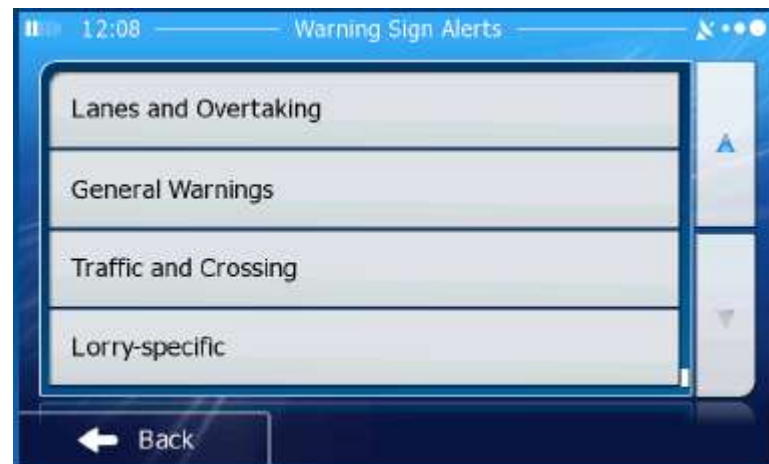 12:08 Warning Sign Alerts
Lanes and Overtaking
General Warnings
Traffic and Crossing
Lorry-specific
Back